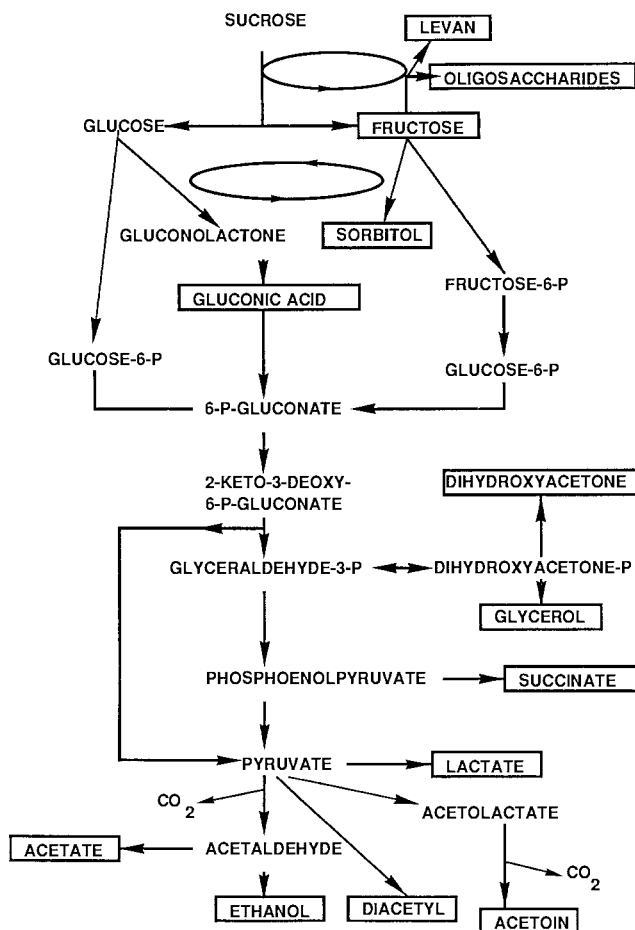 SUCROSE
LEVAN
OLIGOSACCHARIDES
GLUCOSE
FRUCTOSE
GLUCONOLACTONE
SORBITOL
GLUCONIC ACID
FRUCTOSE-6-P
GLUCOSE-6-P
GLUCOSE-6-P
6-P-GLUCONATE
2-KETO-3-DEOXY-
6-P-GLUCONATE
DIHYDROXYACETONE
GLYCERALDEHYDE-3-P
DIHYDROXYACETONE-P
GLYCEROL
PHOSPHOENOLPYRUVATE
SUCCINATE
PYRUVATE
LACTATE
CO2
ACETOLACTATE
ACETATE
ACETALDEHYDE
CO2
ETHANOL
DIACETYL
ACETOIN